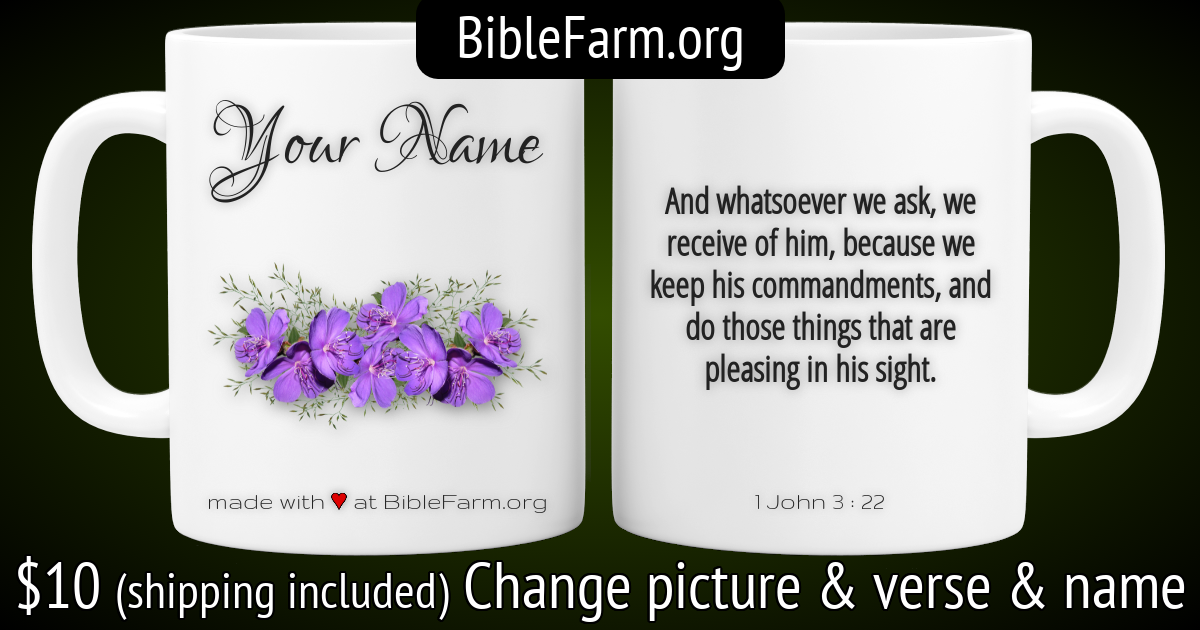 BibleFarm.org
Your Name
made with ♥ at BibleFarm.org
And whatsoever we ask, we
receive of him, because we
keep his commandments, and
do those things that are
pleasing in his sight.
1 John 3 : 22
$10 (shipping included) Change picture & verse & name